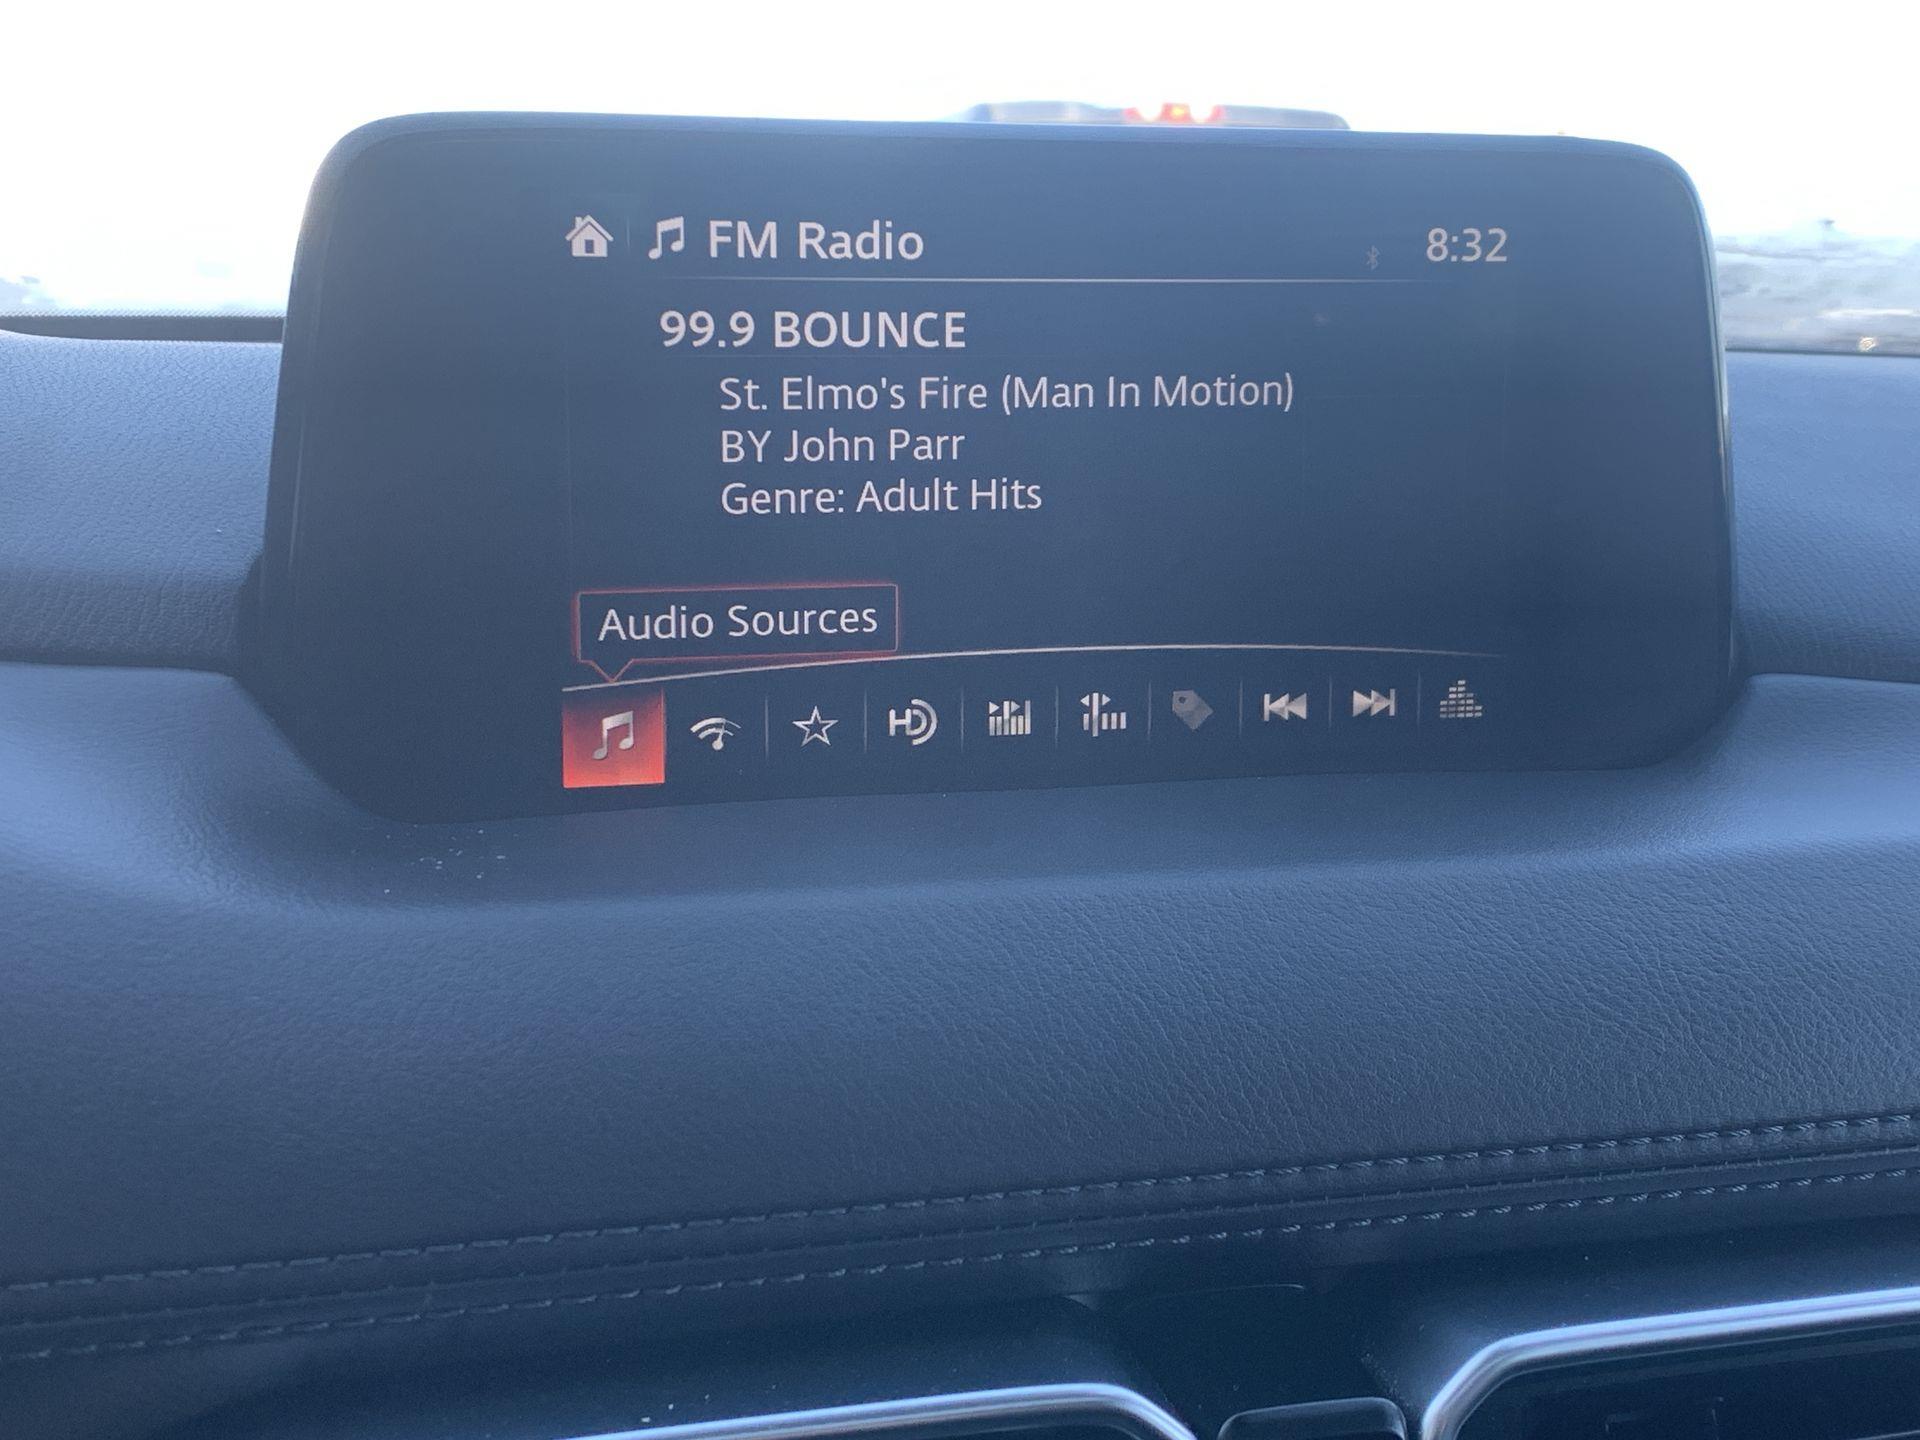 FM Radio
8:32
99.9 BOUNCE
St. Elmo's Fire (Man In Motion)
BY John Parr
Genre: Adult Hits
Audio Sources
HD